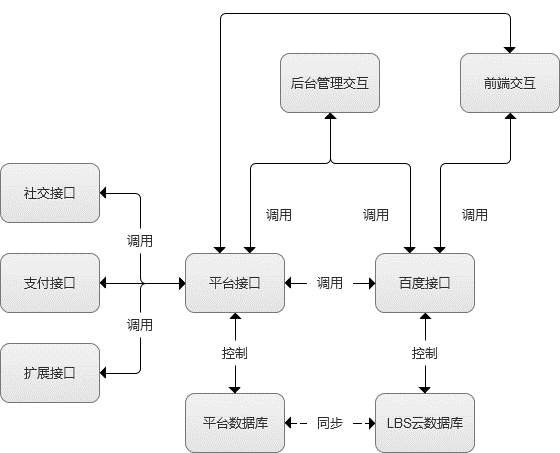 后台管理交互
前端交互
社交接口
调用
调用
调用
调用
支付接口
平台接口
调用
百度接口
调用
扩展接口
控制
控制
平台数据库
同步
LBS云数据库